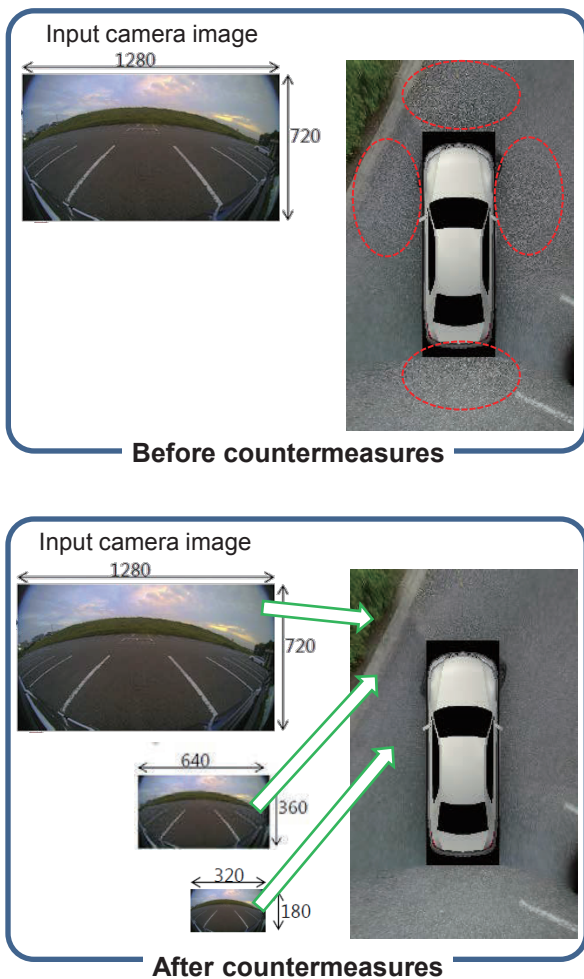 Input camera image
1280
720
Before countermeasures
Input camera image
1280
720
640
360
320
180
After countermeasures